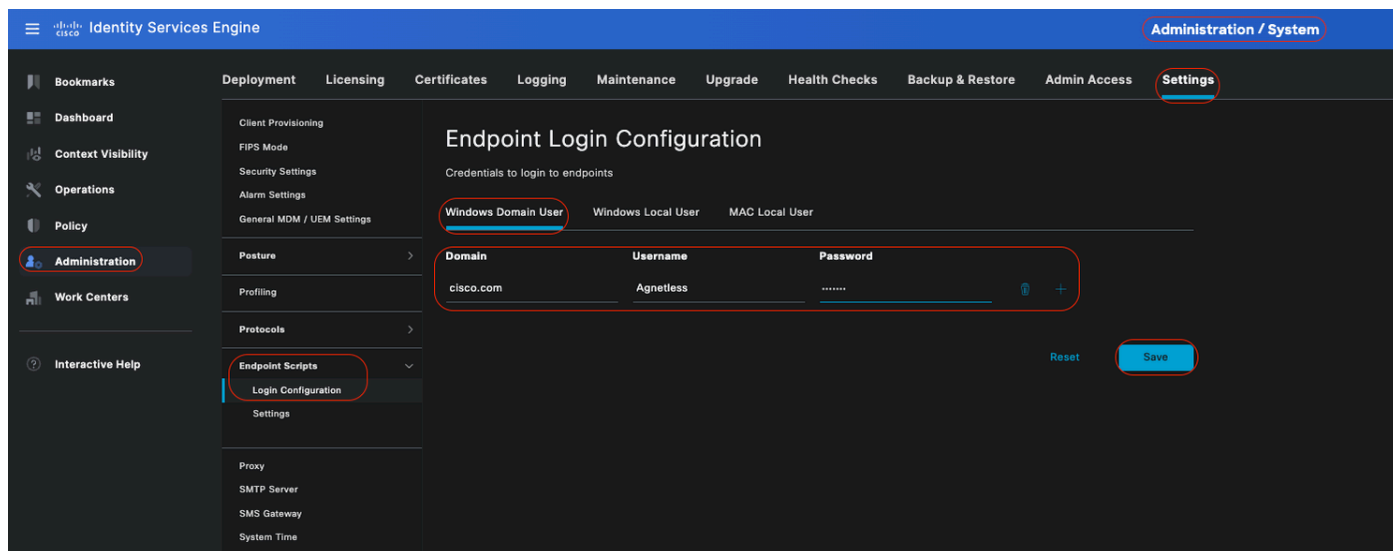 cisco Identity Services Engine
Administration / System
Bookmarks
Dashboard
Context Visibility
Operations
Policy
Administration
Work Centers
Interactive Help
Deployment Licensing Certificates Logging Maintenance Upgrade Health Checks Backup & Restore Admin Access Settings
Client Provisioning
FIPS Mode
Security Settings
Alarm Settings
General MDM / UEM Settings
Posture
Profiling
Protocols
Endpoint Scripts
Login Configuration
Settings
Proxy
SMTP Server
SMS Gateway
System Time
Endpoint Login Configuration
Credentials to login to endpoints
Windows Domain User Windows Local User MAC Local User
Domain Username Password
cisco.com Agnetless •••••••
Reset Save